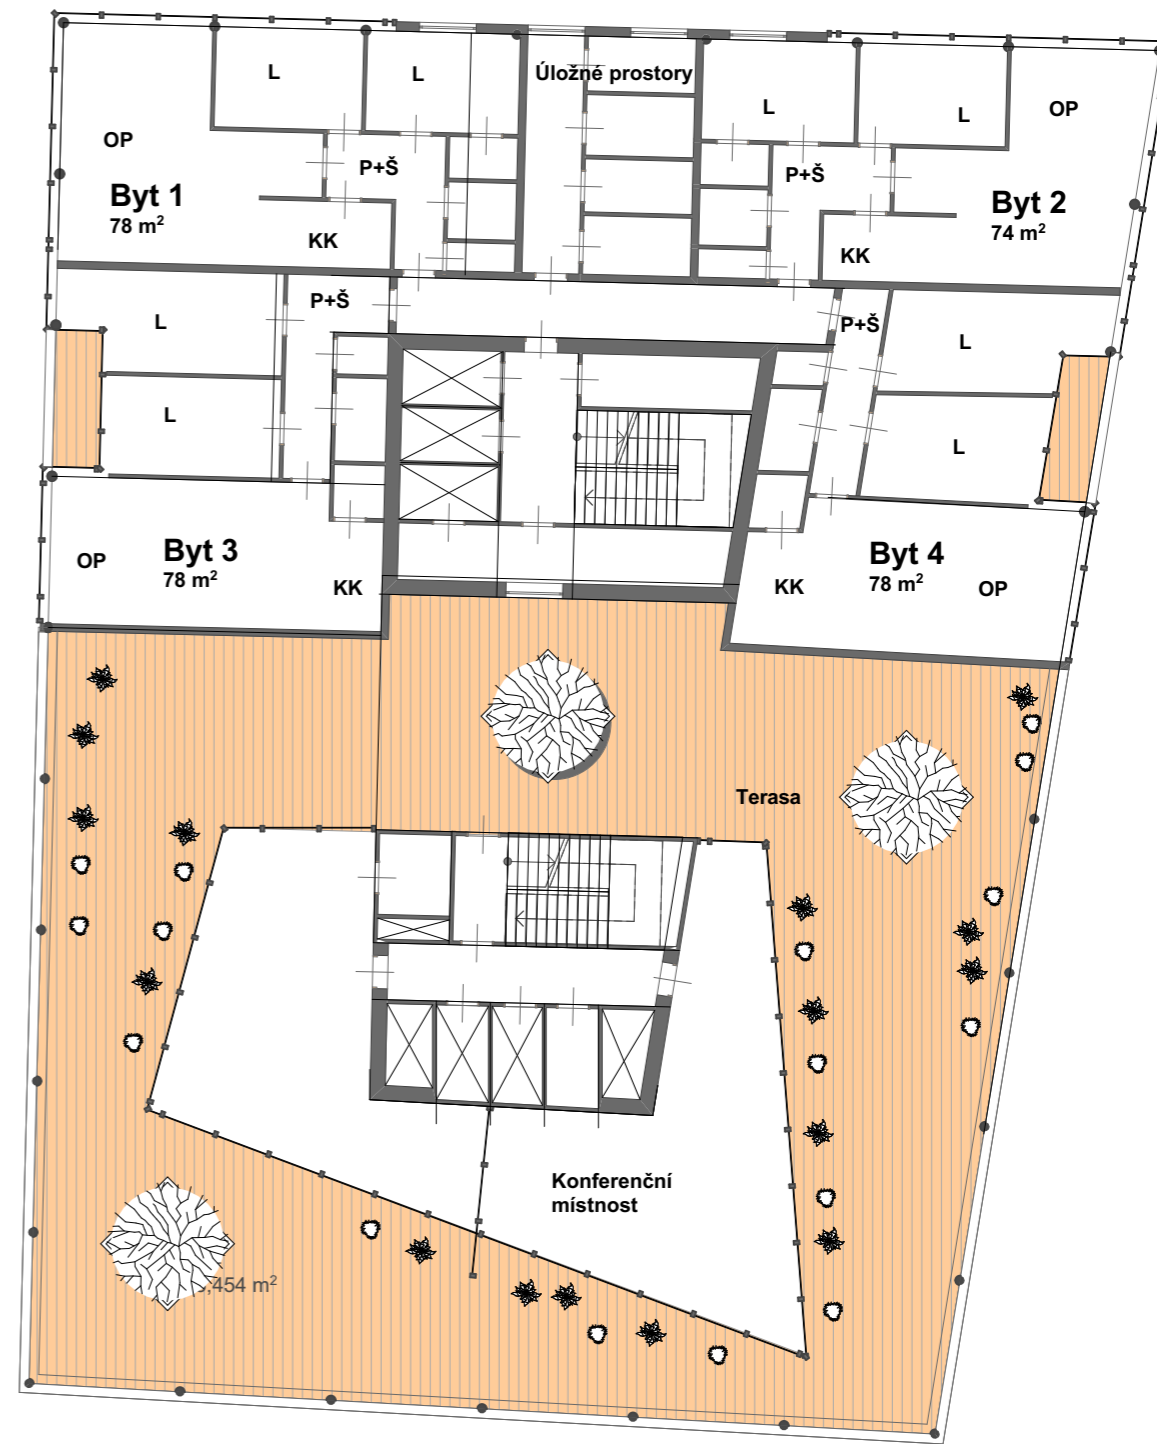 L
L
Úložné prostory
L
L
OP
OP
P+Š
P+Š
Byt 1
78 m²
Byt 2
74 m²
KK
KK
P+Š
P+Š
L
L
L
L
Byt 3
78 m²
OP
KK
Byt 4
78 m²
KK
OP
Terasa
Konferenční
místnost
,454 m²